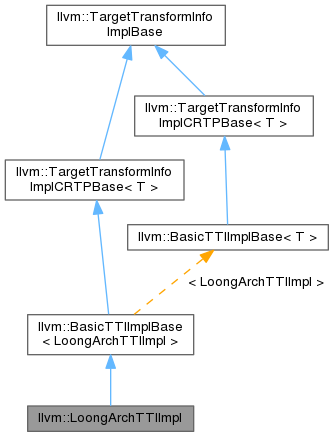 llvm::TargetTransformInfo
ImplBase
llvm::TargetTransformInfo
ImplCRTPBase< T >
llvm::TargetTransformInfo
ImplCRTPBase< T >
llvm::BasicTTIImplBase< T >
< LoongArchTTIImpl >
llvm::BasicTTIImplBase
< LoongArchTTIImpl >
llvm::LoongArchTTIImpl